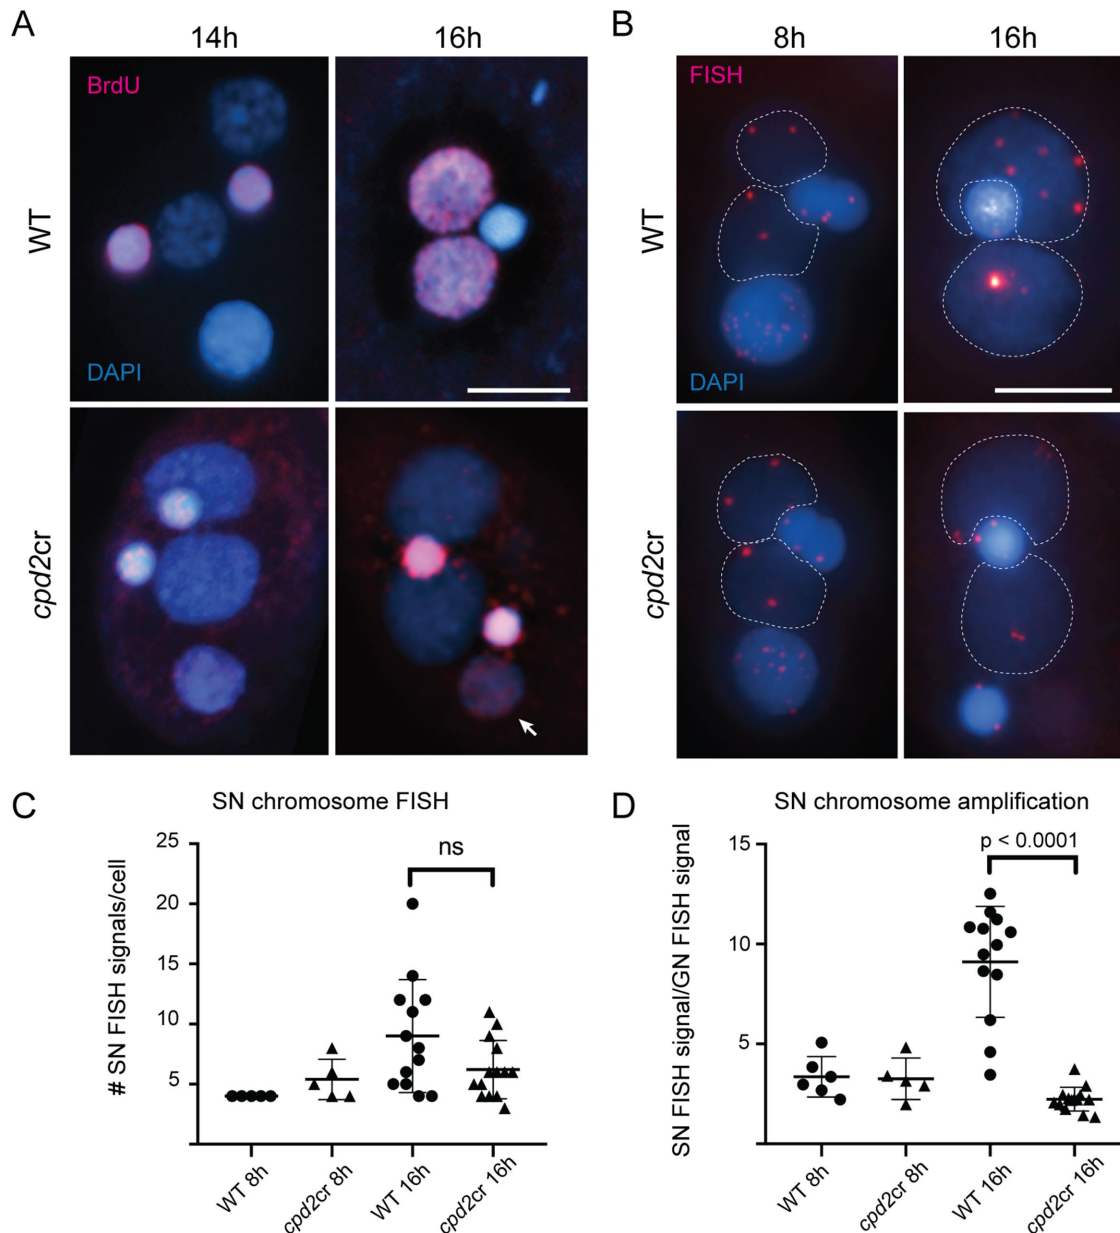 A
14h
16h
BrdU
WT
DAPI
cpd2cr
B
8h
16h
FISH
WT
DAPI
cpd2cr
C
SN chromosome FISH
# SN FISH signals/cell
25
20
15
10
5
ns
WT 8h
cpd2cr 8h
WT 16h
cpd2cr 16h
D
SN chromosome amplification
SN FISH signal/GN FISH signal
15
10
5
p < 0.0001
WT 8h
cpd2cr 8h
WT 16h
cpd2cr 16h